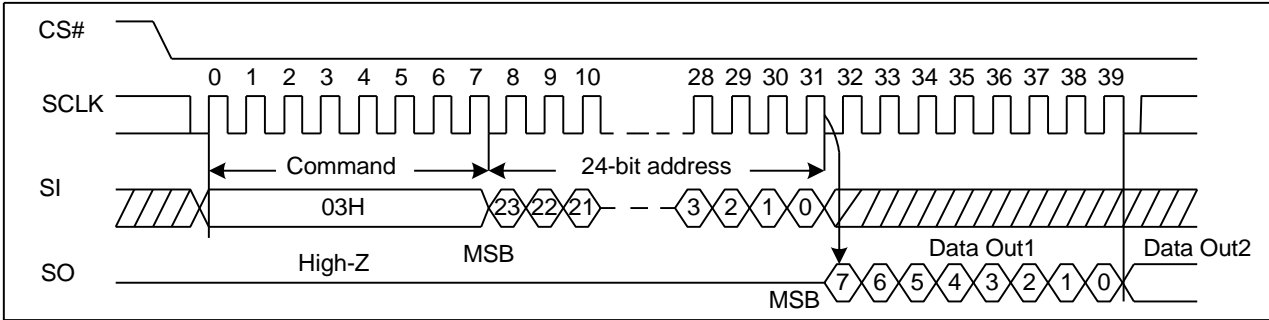 CS#
0 1 2 3 4 5 6 7 8 9 10 28 29 30 31 32 33 34 35 36 37 38 39
SCLK
Command 24-bit address
SI 03H 23 22 21 3 2 1 0
High-Z MSB Data Out1 Data Out2
SO 7 6 5 4 3 2 1 0
MSB